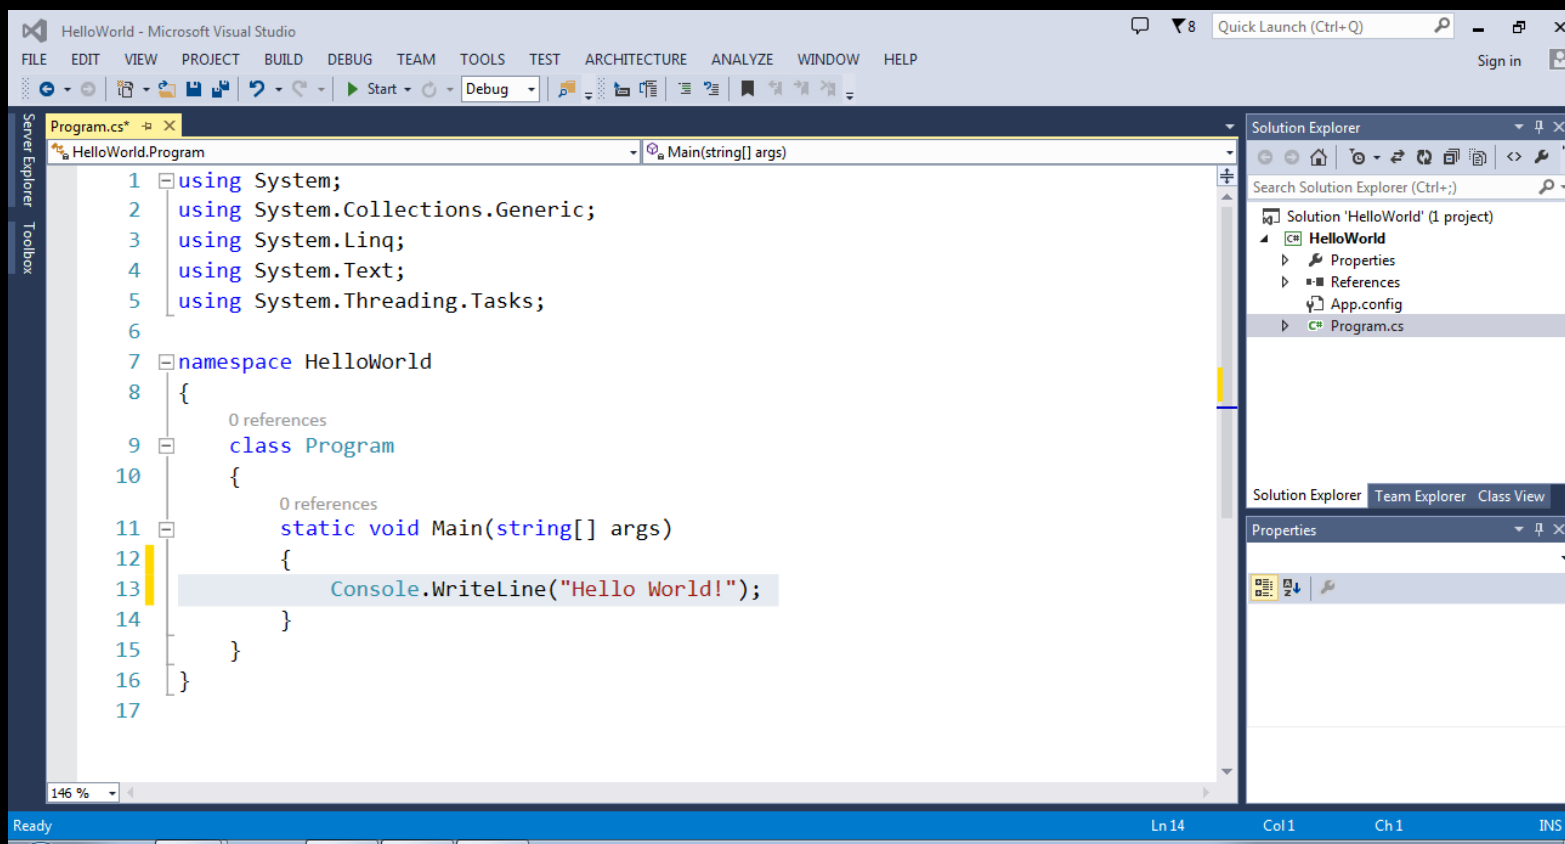 HelloWorld - Microsoft Visual Studio
8
Quick Launch (Ctrl+Q)
FILE EDIT VIEW PROJECT BUILD DEBUG TEAM TOOLS TEST ARCHITECTURE ANALYZE WINDOW HELP
Sign in
Start Debug
Server Explorer
Toolbox
Program.cs*
HelloWorld.Program
Main(string[] args)
1 using System;
2 using System.Collections.Generic;
3 using System.Linq;
4 using System.Text;
5 using System.Threading.Tasks;
6
7 namespace HelloWorld
8 {
0 references
9 class Program
10 {
0 references
11 static void Main(string[] args)
12 {
13 Console.WriteLine("Hello World!");
14 }
15 }
16 }
17
146 %
Solution Explorer
Search Solution Explorer (Ctrl+;)
Solution 'HelloWorld' (1 project)
C# HelloWorld
Properties
References
App.config
C# Program.cs
Solution Explorer Team Explorer Class View
Properties
Ready
Ln 14 Col 1 Ch 1 INS